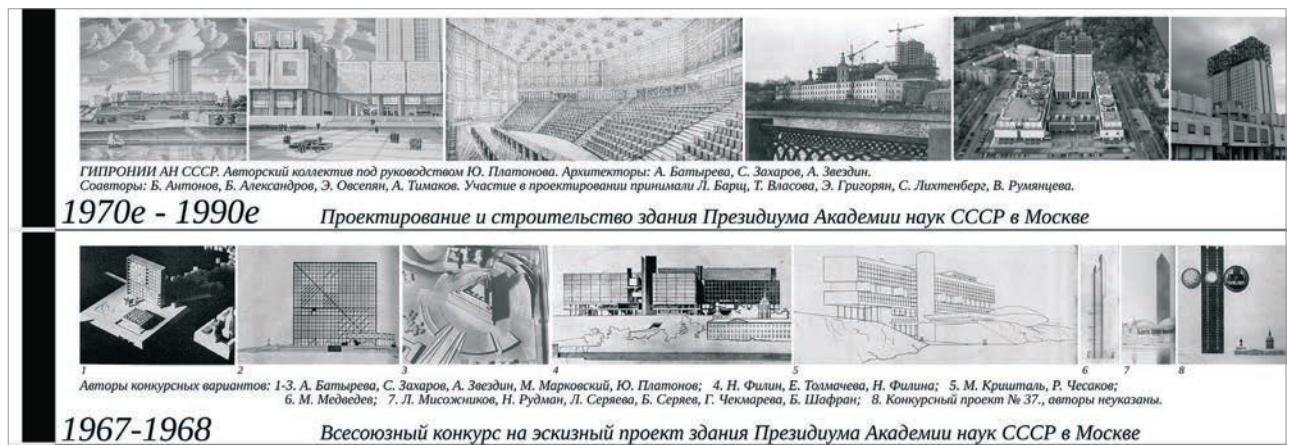 ГИПРОНИИ АН СССР. Авторский коллектив под руководством Ю. Платонова. Архитекторы: А. Батырева, С. Захаров, А. Звездин.
Соавторы: Б. Антонов, Б. Александров, Э. Овсепян, А. Тимаков. Участие в проектировании принимали Л. Барщ, Т. Власова, Э. Григорян, С. Лихтенберг, В. Румянцева.
1970е - 1990е Проектирование и строительство здания Президиума Академии наук СССР в Москве
1 2 3 4 5 6 7 8
Авторы конкурсных вариантов: 1-3. А. Батырева, С. Захаров, А. Звездин, М. Марковский, Ю. Платонов; 4. Н. Филин, Е. Толмачева, Н. Филина; 5. М. Кришталь, Р. Чесаков;
6. М. Медведев; 7. Л. Мисожников, Н. Рудман, Л. Серяева, Б. Серяев, Г. Чекмарева, Б. Шафран; 8. Конкурсный проект № 37., авторы неуказаны.
1967-1968 Всесоюзный конкурс на эскизный проект здания Президиума Академии наук СССР в Москве